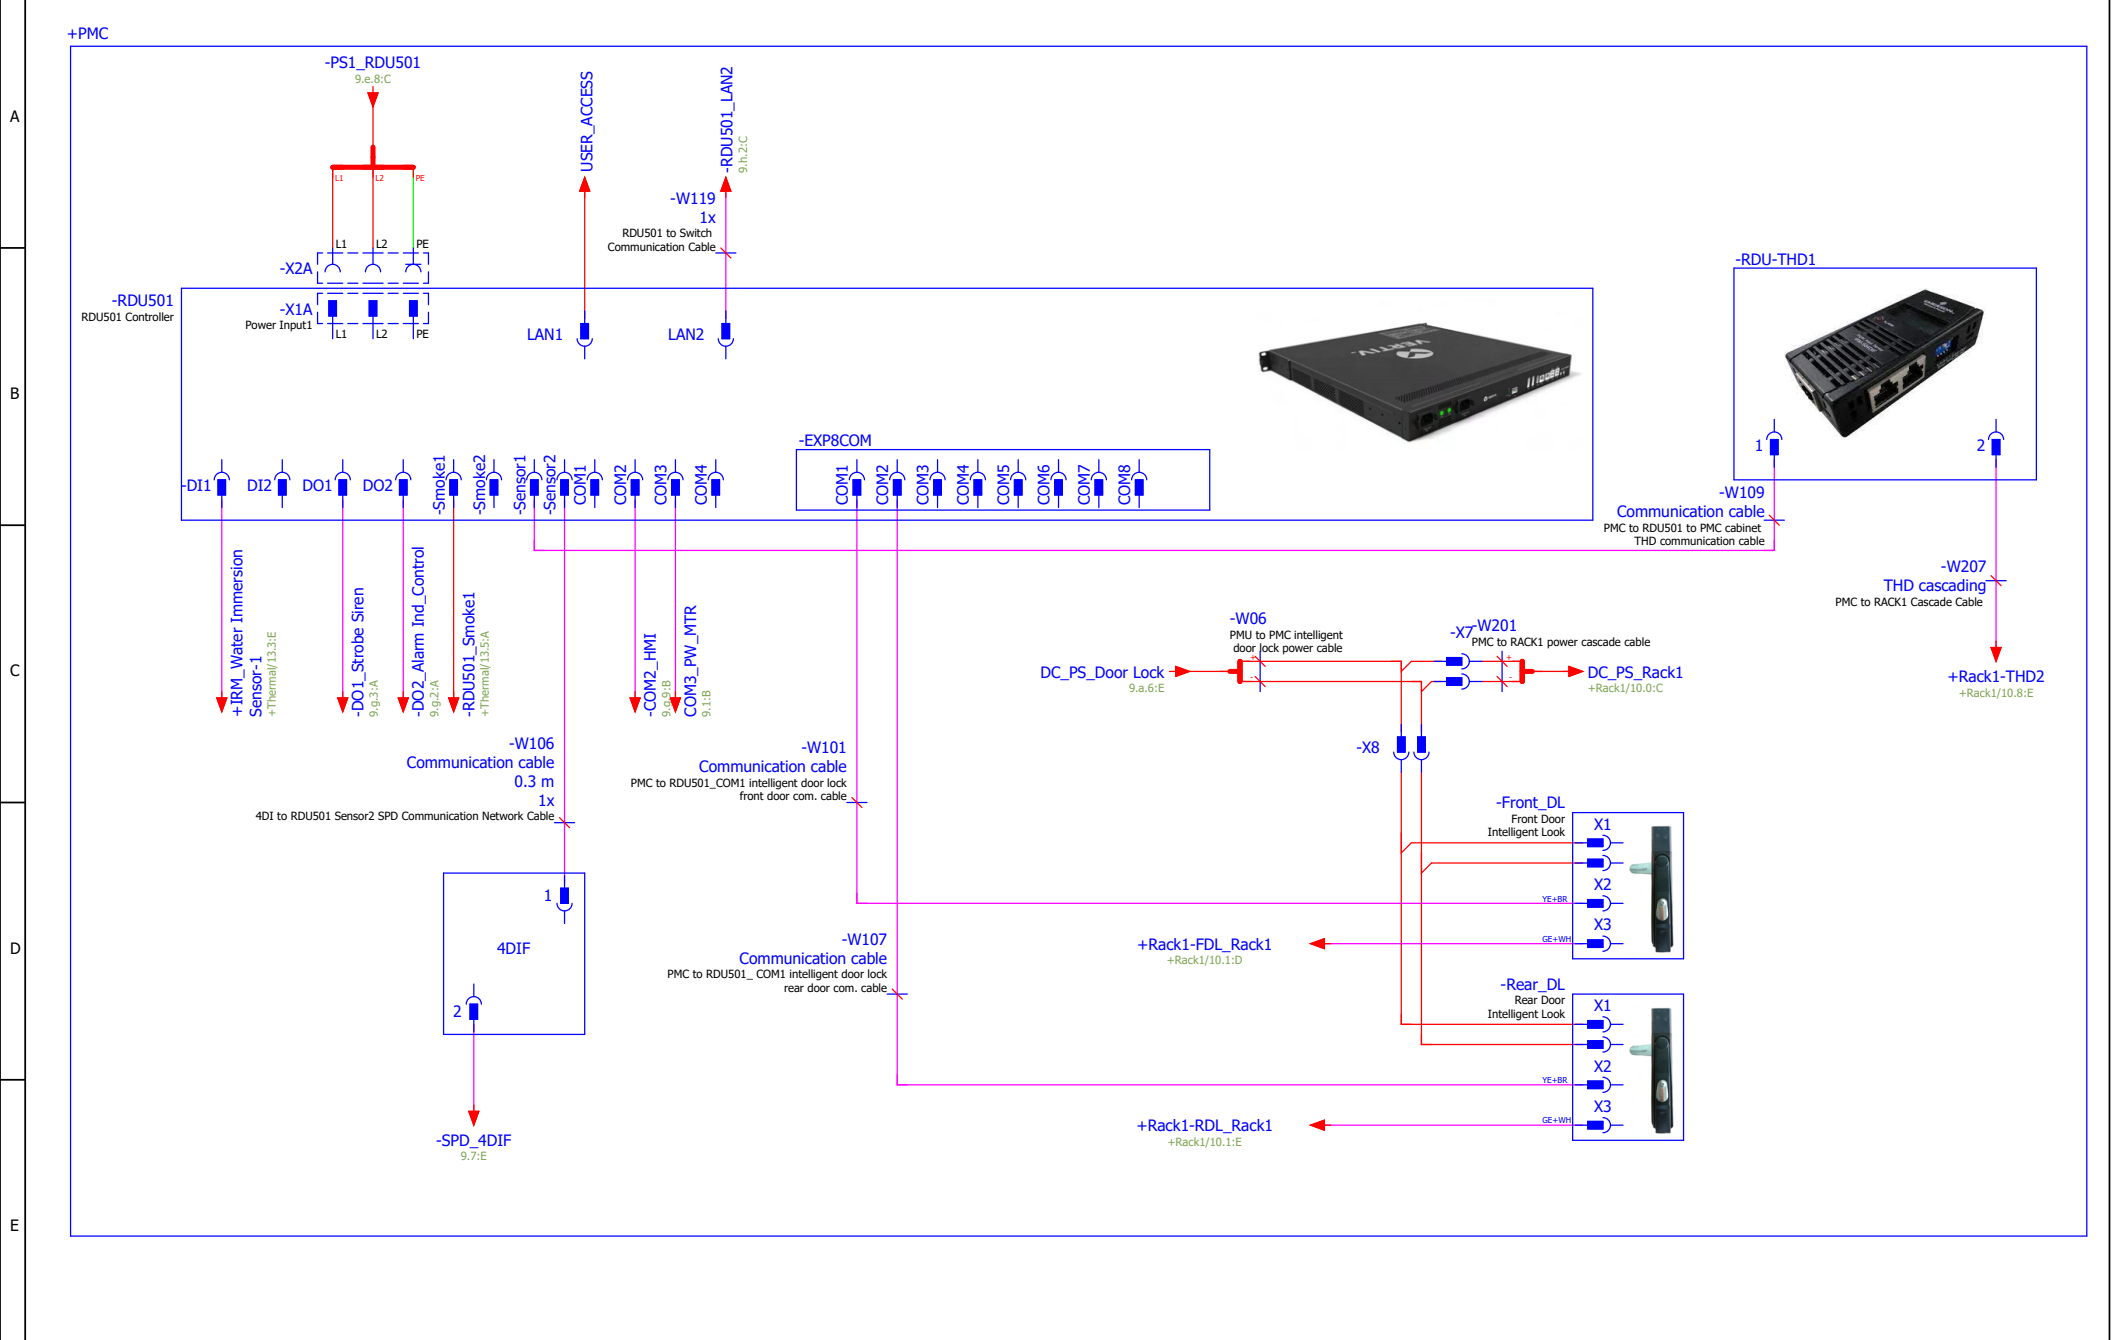 +PMC
-PS1_RDU501
9.e.8:C
USER_ACCESS
-RDU501_LAN2
9.h.2:C
A
L1
L2
PE
-W119
1x
RDU501 to Switch
Communication Cable
L1
L2
PE
-X2A
-RDU501
RDU501 Controller
-X1A
Power Input1
L1
L2
PE
LAN1
LAN2
VERTIV
-RDU-THD1
1
2
B
-EXP8COM
-DI1
DI2
DO1
DO2
-Smoke1
-Smoke2
-Sensor1
-Sensor2
COM1
COM2
COM3
COM4
COM1
COM2
COM3
COM4
COM5
COM6
COM7
COM8
-W109
Communication cable
PMC to RDU501 to PMC cabinet
THD communication cable
-W207
THD cascading
PMC to RACK1 Cascade Cable
+IRM_Water Immersion
Sensor-1
+Thermal/13.3:E
-DO1_Strobe Siren
9.g.3:A
-DO2_Alarm Ind_Control
9.g.2:A
-RDU501_Smoke1
+Thermal/13.5:A
-COM2_HMI
9.g.9:B
COM3_PW_MTR
9.1:B
C
-W06
PMU to PMC intelligent
door lock power cable
-X7
-W201
PMC to RACK1 power cascade cable
DC_PS_Door Lock
9.a.6:E
+
-
+
-
DC_PS_Rack1
+Rack1/10.0:C
+Rack1-THD2
+Rack1/10.8:E
-W106
Communication cable
0.3 m
1x
4DI to RDU501 Sensor2 SPD Communication Network Cable
-W101
Communication cable
PMC to RDU501_COM1 intelligent door lock
front door com. cable
-X8
-Front_DL
Front Door
Intelligent Look
X1
X2
YE+BR
X3
GE+WH
1
4DIF
2
D
-W107
Communication cable
PMC to RDU501_ COM1 intelligent door lock
rear door com. cable
+Rack1-FDL_Rack1
+Rack1/10.1:D
-Rear_DL
Rear Door
Intelligent Look
X1
X2
YE+BR
X3
GE+WH
+Rack1-RDL_Rack1
+Rack1/10.1:E
-SPD_4DIF
9.7:E
E